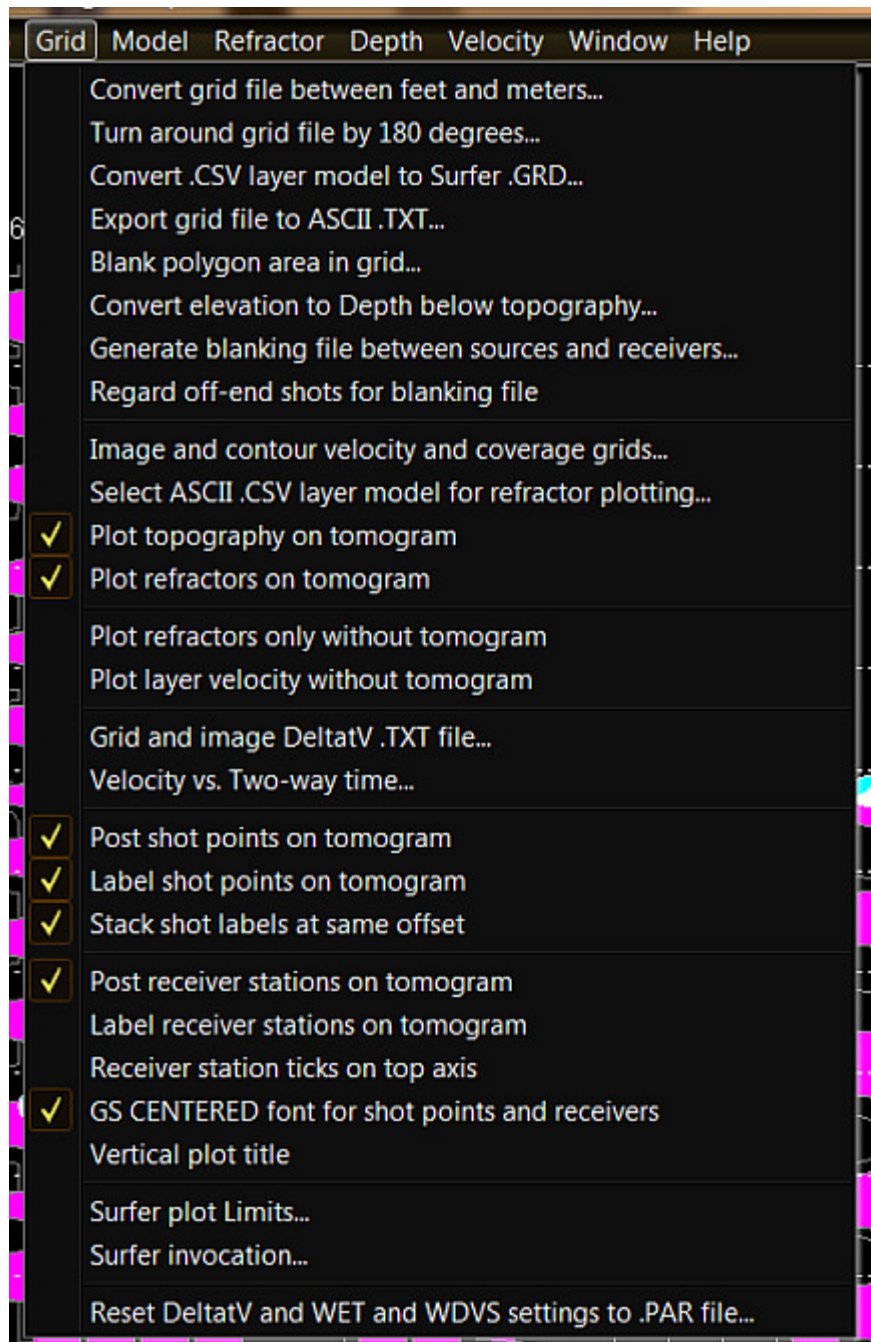 Grid Model Refractor Depth Velocity Window Help
Convert grid file between feet and meters...
Turn around grid file by 180 degrees...
Convert .CSV layer model to Surfer .GRD...
Export grid file to ASCII .TXT...
6
Blank polygon area in grid...
Convert elevation to Depth below topography...
Generate blanking file between sources and receivers...
Regard off-end shots for blanking file
Image and contour velocity and coverage grids...
Select ASCII .CSV layer model for refractor plotting...
Plot topography on tomogram
Plot refractors on tomogram
Plot refractors only without tomogram
Plot layer velocity without tomogram
Grid and image DeltatV .TXT file...
Velocity vs. Two-way time...
Post shot points on tomogram
Label shot points on tomogram
Stack shot labels at same offset
Post receiver stations on tomogram
Label receiver stations on tomogram
Receiver station ticks on top axis
GS CENTERED font for shot points and receivers
Vertical plot title
Surfer plot Limits...
Surfer invocation...
Reset DeltatV and WET and WDVS settings to .PAR file...